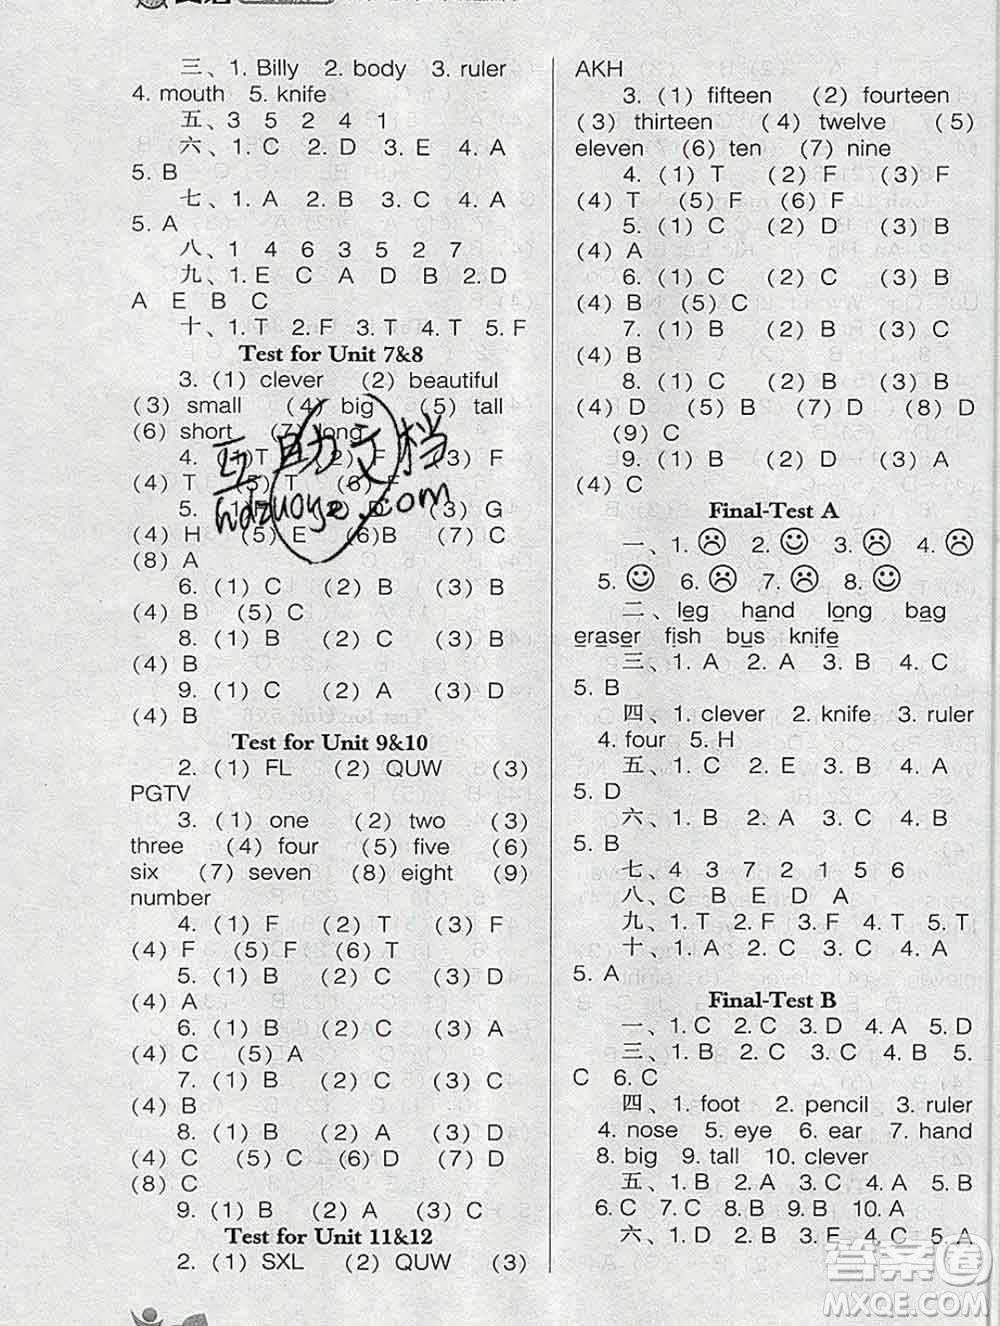 三、1. Billy 2. body 3. ruler
4. mouth 5. knife
五、3 5 2 4 1
六、1. C 2. D 3. E 4. A
5. B
七、1. A 2. B 3. C 4. A
5. A
八、1 4 6 3 5 2 7
九、1. E C A D B 2. D
A E B C
十、1. T 2. F 3. T 4. T 5. F
Test for Unit 7&8
3. (1) clever (2) beautiful
(3) small (4) big (5) tall
(6) short (7) long
4. (1) T (2) F (3) F
(4) T (5) T (6) F
5. (1) F (2) D (3) G
(4) H (5) E (6)B (7) C
(8) A
6. (1) C (2) B (3) B
(4) B (5) C
8. (1) B (2) C (3) B
(4) B
9. (1) C (2) A (3) D
(4) B
Test for Unit 9&10
2. (1) FL (2) QUW (3)
PGTV
3. (1) one (2) two (3)
three (4) four (5) five (6)
six (7) seven (8) eight (9)
number
4. (1) F (2) T (3) F
(4) F (5) F (6) T
5. (1) B (2) C (3) D
(4) A
6. (1) B (2) C (3) A
(4) C (5) A
7. (1) B (2) C (3) C
(4) B
8. (1) B (2) A (3) D
(4) C (5) C (6) D (7) D
(8) C
9. (1) B (2) A (3) C
Test for Unit 11&12
2. (1) SXL (2) QUW (3)
AKH
3. (1) fifteen (2) fourteen
(3) thirteen (4) twelve (5)
eleven (6) ten (7) nine
4. (1) T (2) F (3) F
(4) T (5) F (6) F
5. (1) C (2) D (3) B
(4) A
6. (1) C (2) C (3) B
(4) B (5) C
7. (1) B (2) B (3) C
(4) B
8. (1) C (2) B (3) B
(4) D (5) B (7) D (8) D
(9) C
9. (1) B (2) D (3) A
(4) C
Final-Test A
一、1. ☹ 2. ☺ 3. ☹ 4. ☹
5. ☺ 6. ☹ 7. ☹ 8. ☺
二、leg hand long bag
eraser fish bus knife
三、1. A 2. A 3. B 4. C
5. B
四、1. clever 2. knife 3. ruler
4. four 5. H
五、1. C 2. E 3. B 4. A
5. D
六、1. B 2. A 3. C 4. B
5. B
七、4 3 7 2 1 5 6
八、C B E D A
九、1. T 2. F 3. F 4. F 5. T
十、1. A 2. C 3. C 4. A
5. A
Final-Test B
一、1. C 2. C 3. D 4. A 5. D
三、1. B 2. C 3. C 4. B 5.
C 6. C
四、1. foot 2. pencil 3. ruler
4. nose 5. eye 6. ear 7. hand
8. big 9. tall 10. clever
五、1. B 2. A 3. C 4. A 5. B
6. C 7. C 8. B 9. B 10. A
六、1. D 2. B 3. E 4. C 5. A
互助文档
hdzuoye.com
答案圈
MXQE.COM